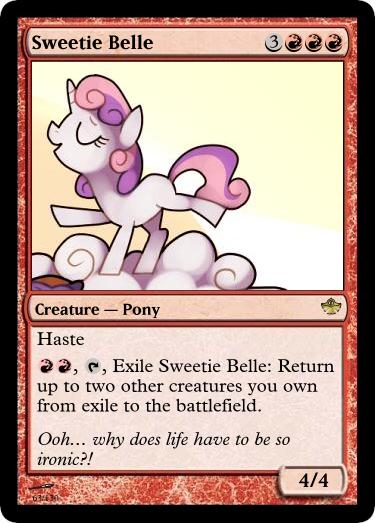 Sweetie Belle 3
Creature — Pony
Haste
, , Exile Sweetie Belle: Return
up to two other creatures you own
from exile to the battlefield.
Ooh... why does life have to be so
ironic?!
4/4